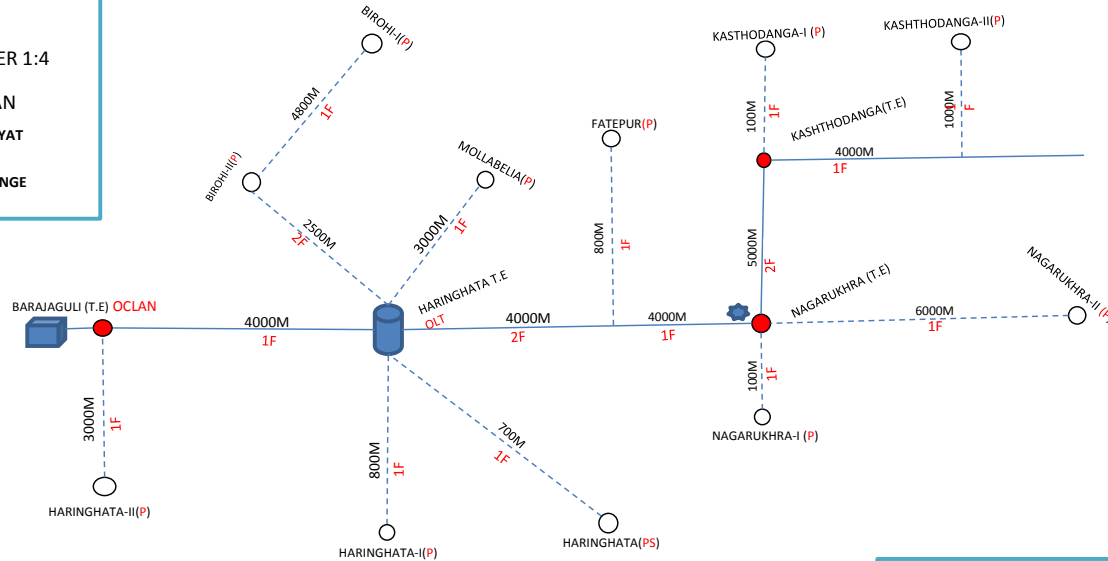 ER 1:4
AN
YAT
NGE
BIROHI-I(P)
4800M
1F
BIROHI-II(P)
2500M
2F
MOLLABELIA(P)
3000M
1F
FATEPUR(P)
800M
1F
KASTHODANGA-I (P)
100M
1F
KASHTHODANGA-II(P)
1000M
1F
KASHTHODANGA(T.E)
4000M
1F
5000M
2F
BARAJAGULI (T.E) OCLAN
4000M
1F
HARINGHATA T.E
OLT
4000M
2F
4000M
1F
NAGARUKHRA (T.E)
6000M
1F
NAGARUKHRA-II (P
3000M
1F
HARINGHATA-II(P)
800M
1F
HARINGHATA-I(P)
700M
1F
HARINGHATA(PS)
100M
1F
NAGARUKHRA-I (P)